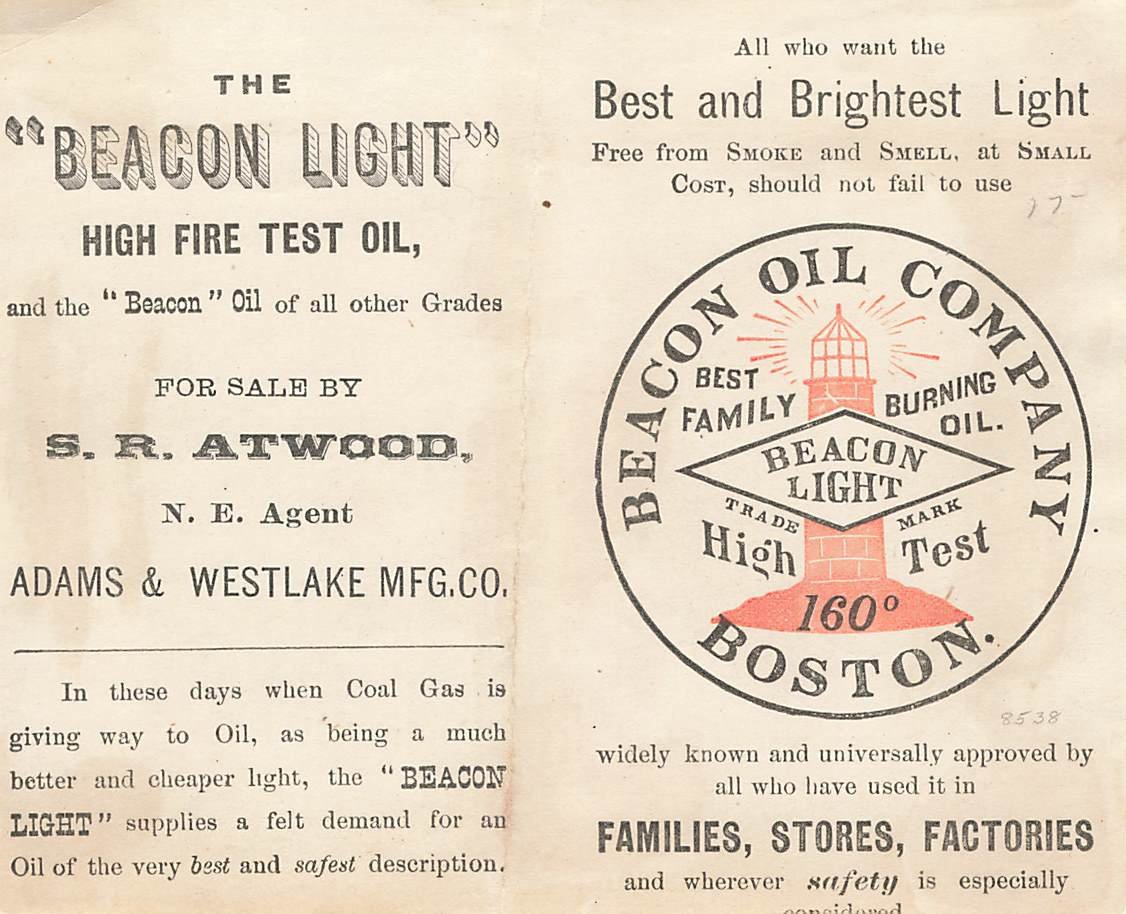 THE
“BEACON LIGHT”
HIGH FIRE TEST OIL,
and the “Beacon” Oil of all other Grades
FOR SALE BY
S. R. ATWOOD,
N. E. Agent
ADAMS & WESTLAKE MFG.CO.
In these days when Coal Gas is
giving way to Oil, as being a much
better and cheaper light, the “BEACON
LIGHT” supplies a felt demand for an
Oil of the very best and safest description.
All who want the
Best and Brightest Light
Free from SMOKE and SMELL, at SMALL
COST, should not fail to use
BEACON OIL COMPANY
BEST
FAMILY
BURNING
OIL.
BEACON
LIGHT
TRADE MARK
High Test
160°
BOSTON.
8538
widely known and universally approved by
all who have used it in
FAMILIES, STORES, FACTORIES
and wherever safety is especially
considered